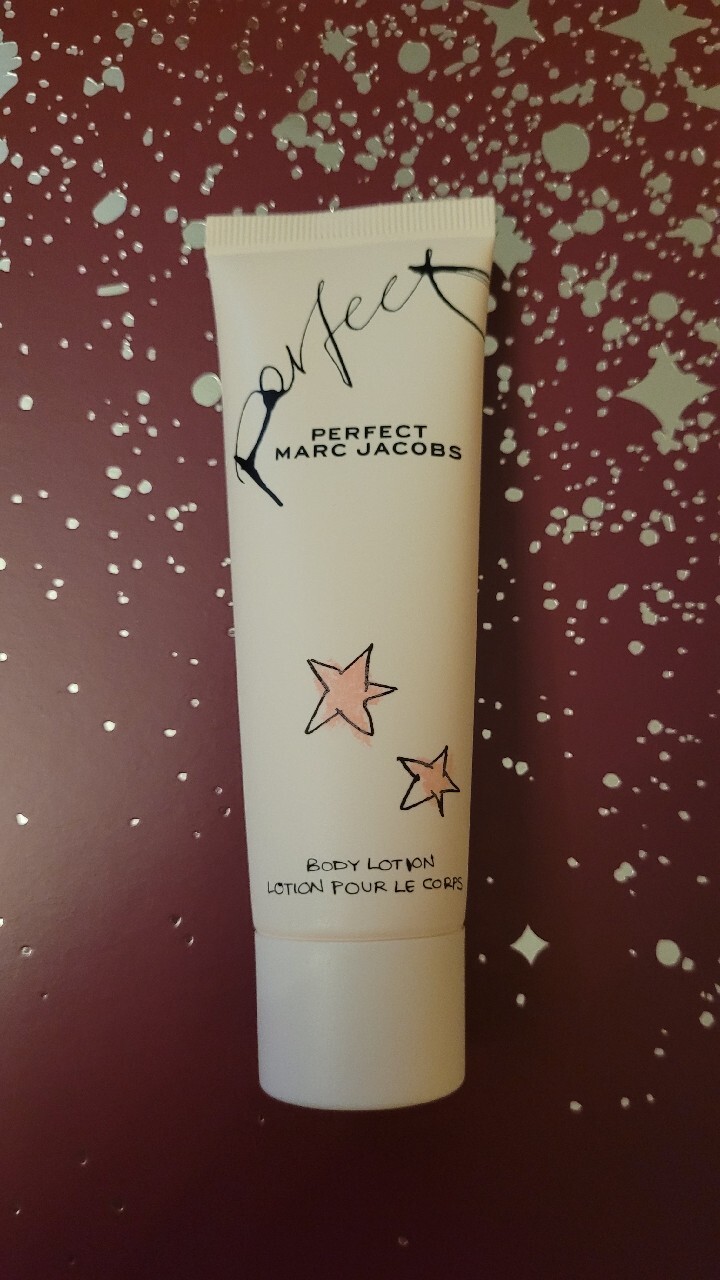 Perfect
PERFECT
MARC JACOBS
BODY LOTION
LOTION POUR LE CORPS